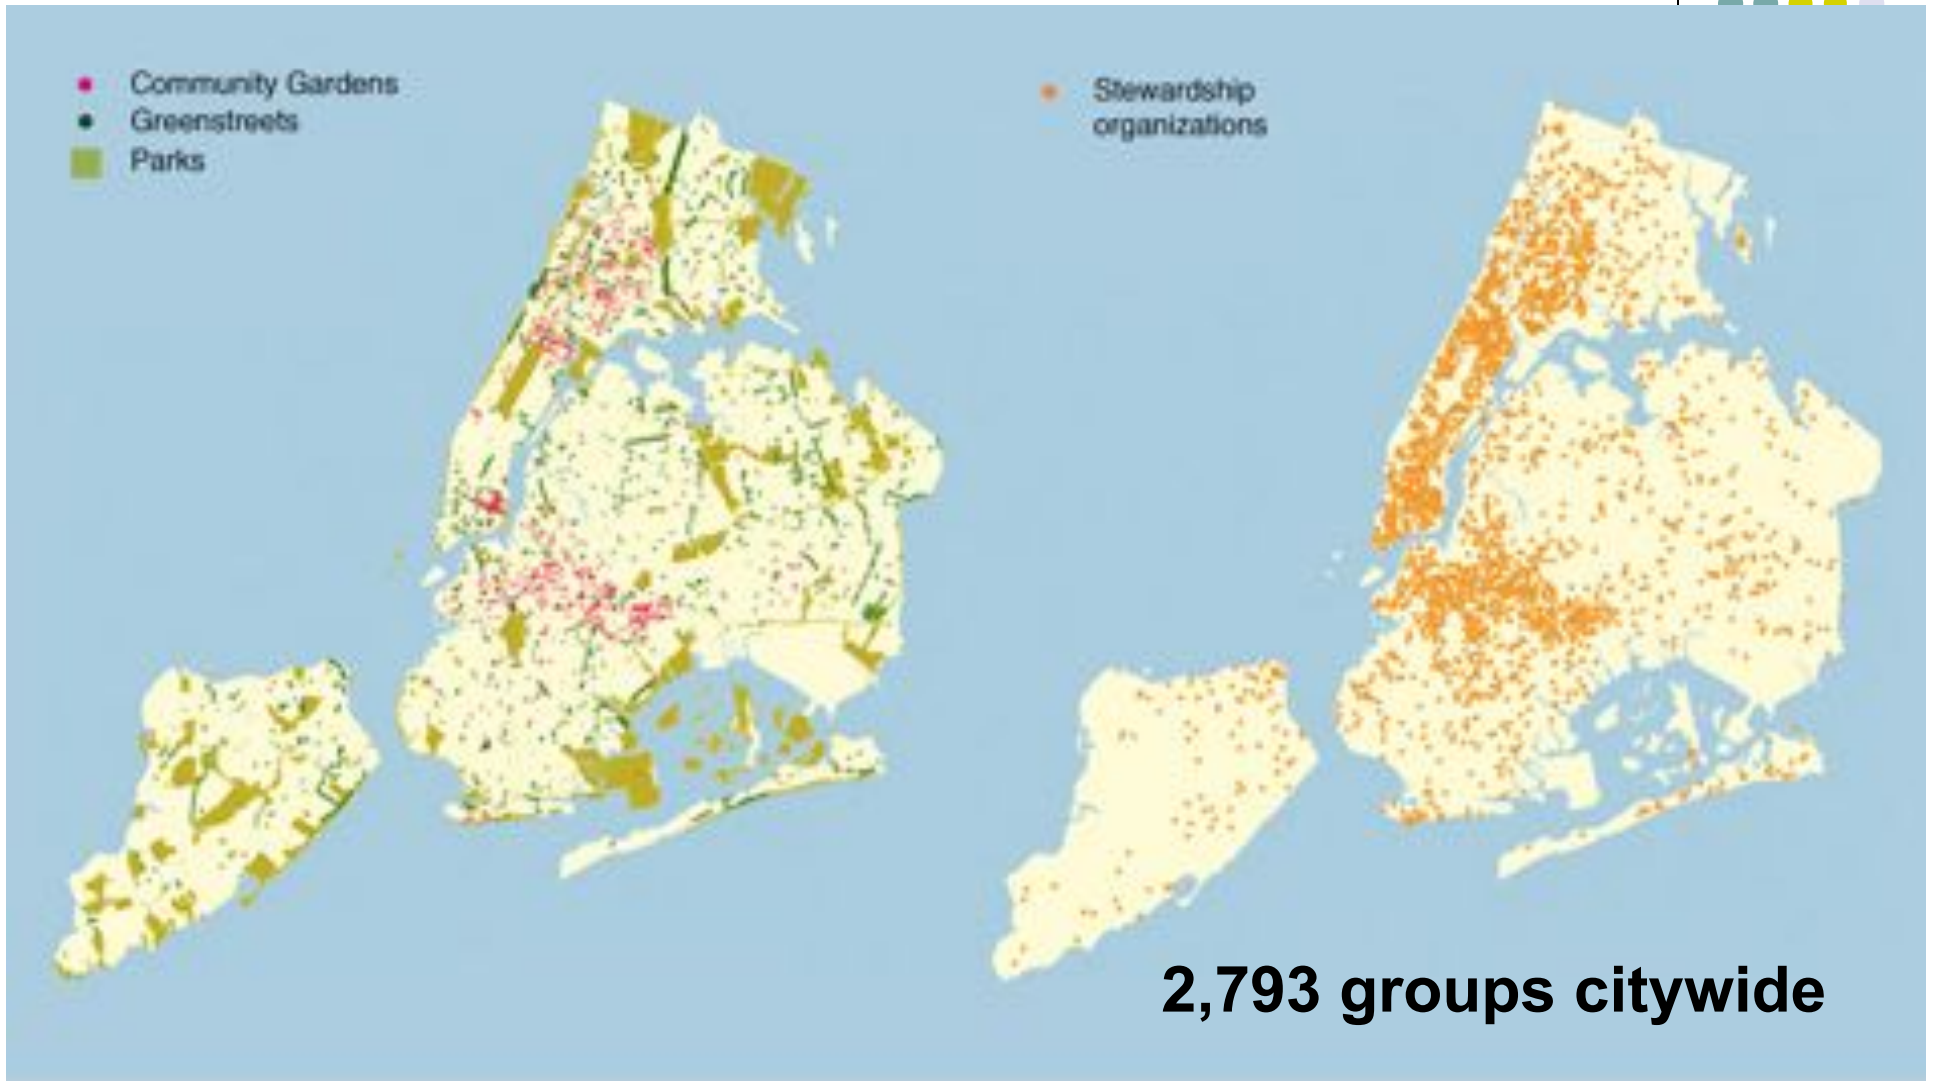 Community Gardens
Greenstreets
Parks
Stewardship
organizations
2,793 groups citywide